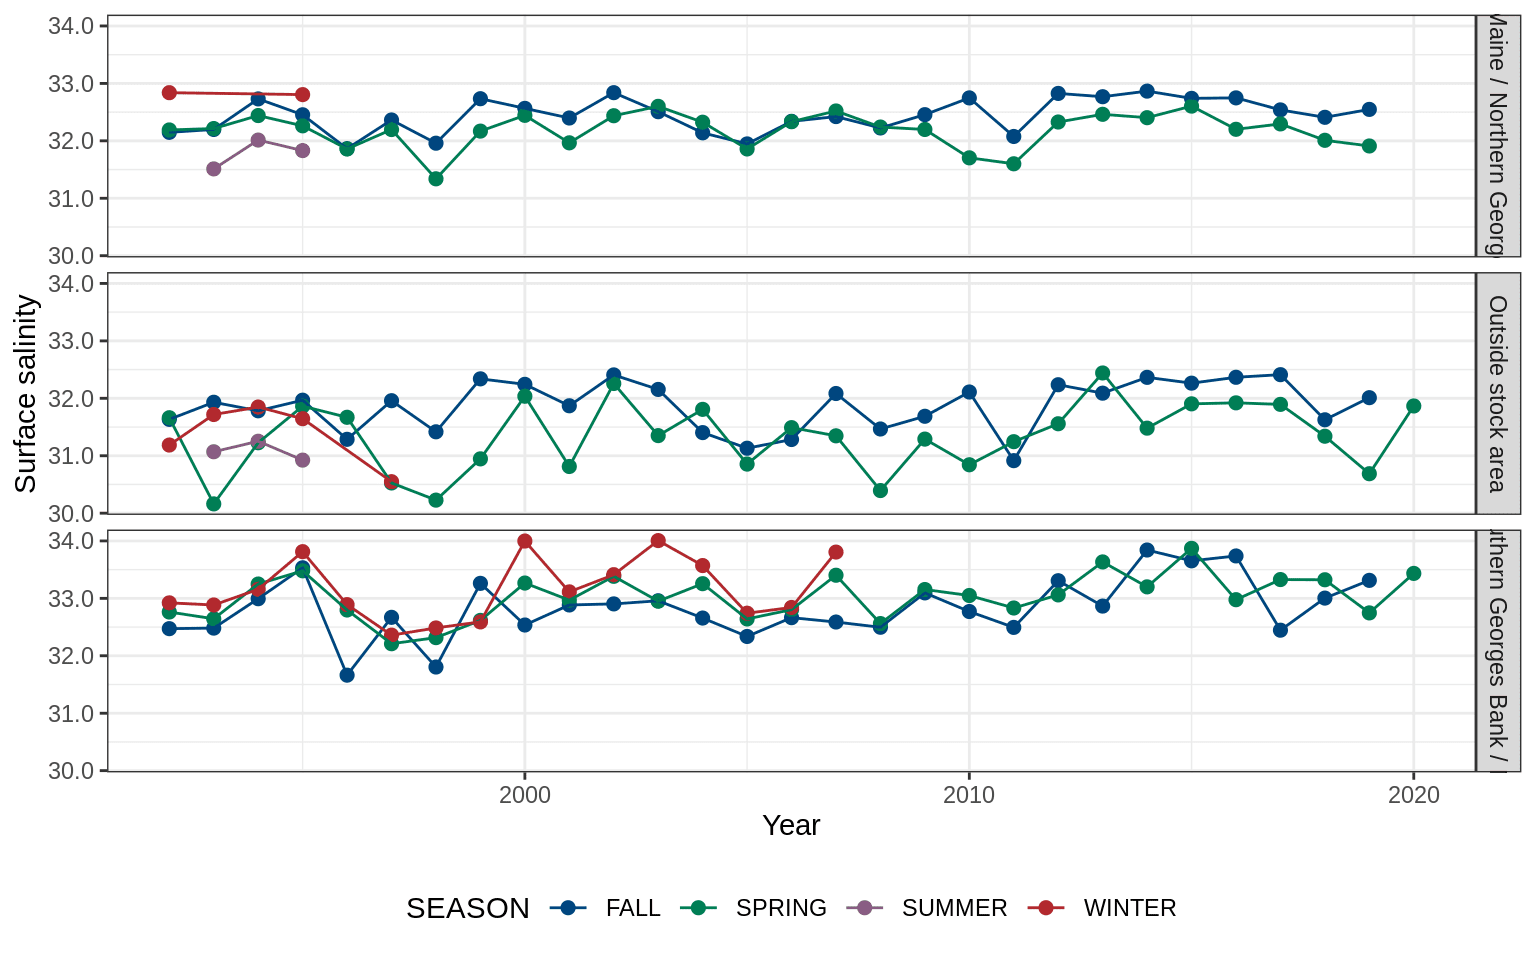 34.0
33.0
32.0
31.0
30.0
Maine / Northern Georg
34.0
33.0
32.0
31.0
30.0
Outside stock area
34.0
33.0
32.0
31.0
30.0
thern Georges Bank /
Surface salinity
2000 2010 2020
Year
SEASON FALL SPRING SUMMER WINTER